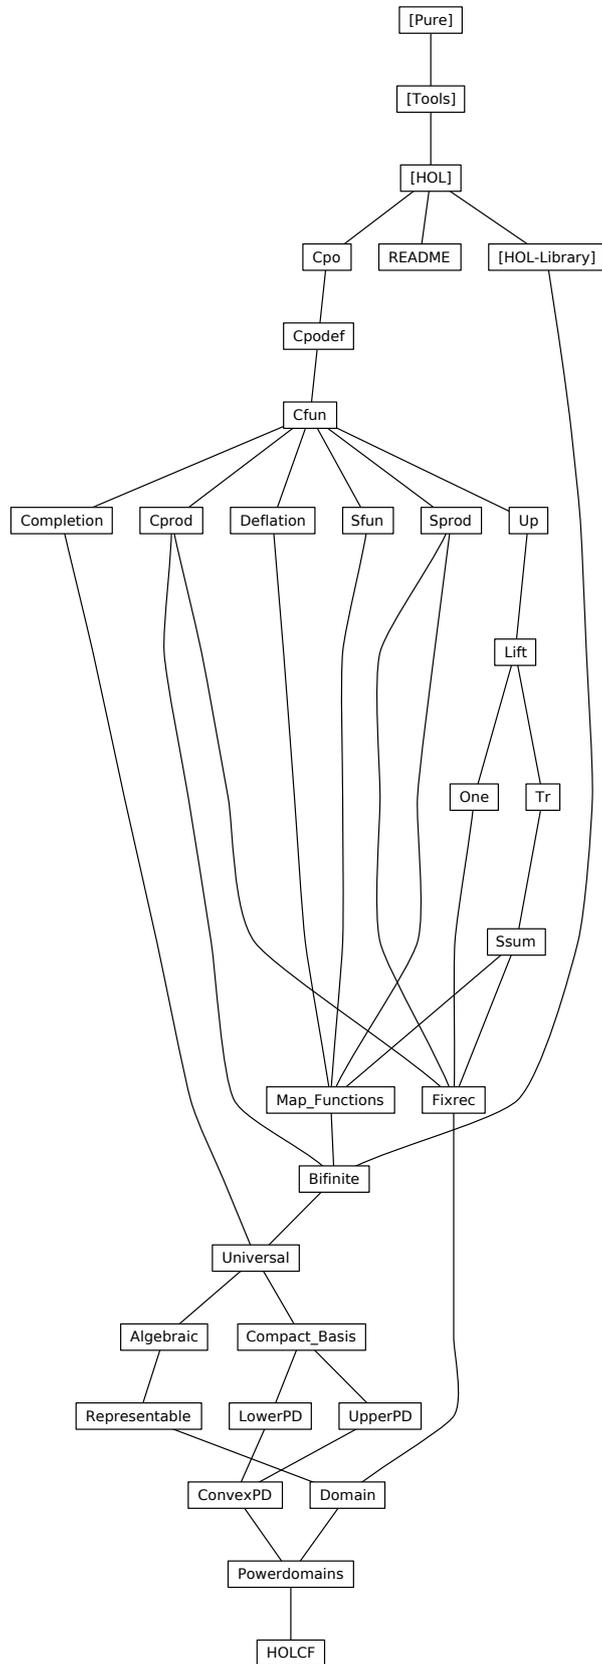 [Pure]
[Tools]
[HOL]
Cpo
README
[HOL-Library]
Cpodef
Cfun
Completion
Cprod
Deflation
Sfun
Sprod
Up
Lift
One
Tr
Ssum
Map_Functions
Fixrec
Bifinite
Universal
Algebraic
Compact_Basis
Representable
LowerPD
UpperPD
ConvexPD
Domain
Powerdomains
HOLCF